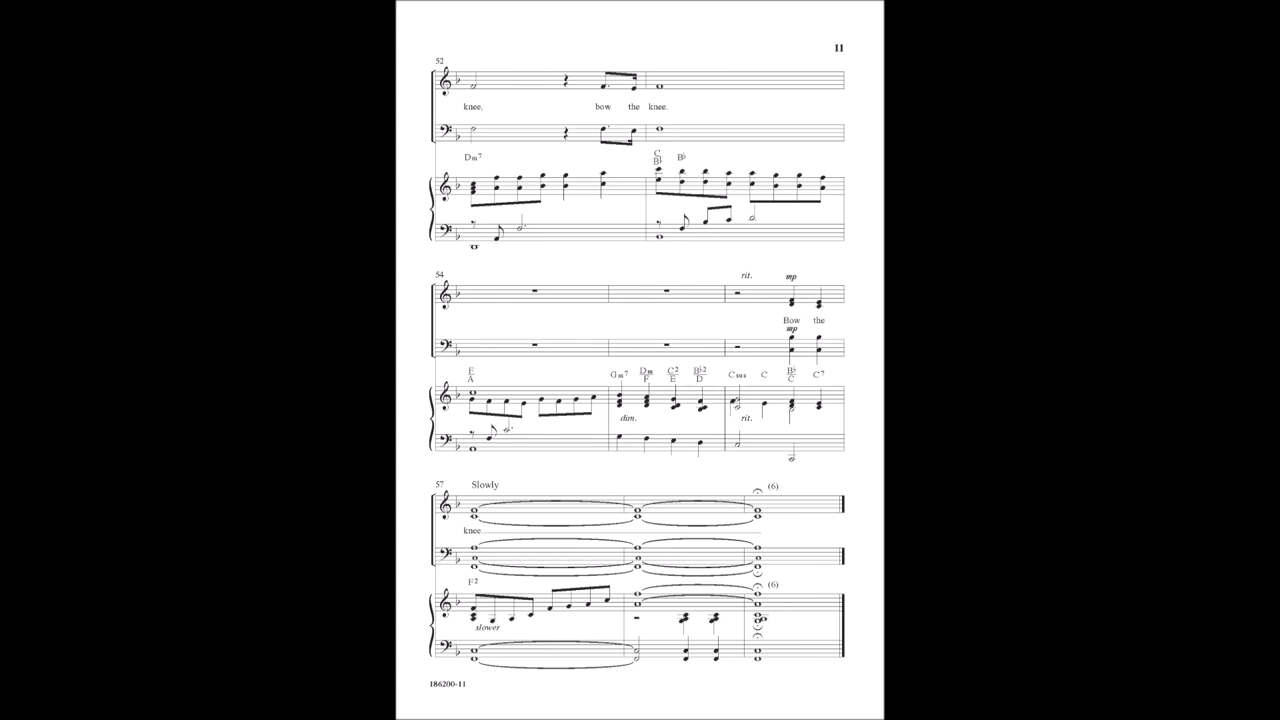 11
52
knee, bow the knee.
Dm7 C B♭
B♭
54
rit. mp
Bow the
mp
F Gm7 Dm C2 B♭2 Csus C B♭ C7
A F E D C
dim. rit.
57 Slowly
(6)
knee.
F2 (6)
slower
186200-11